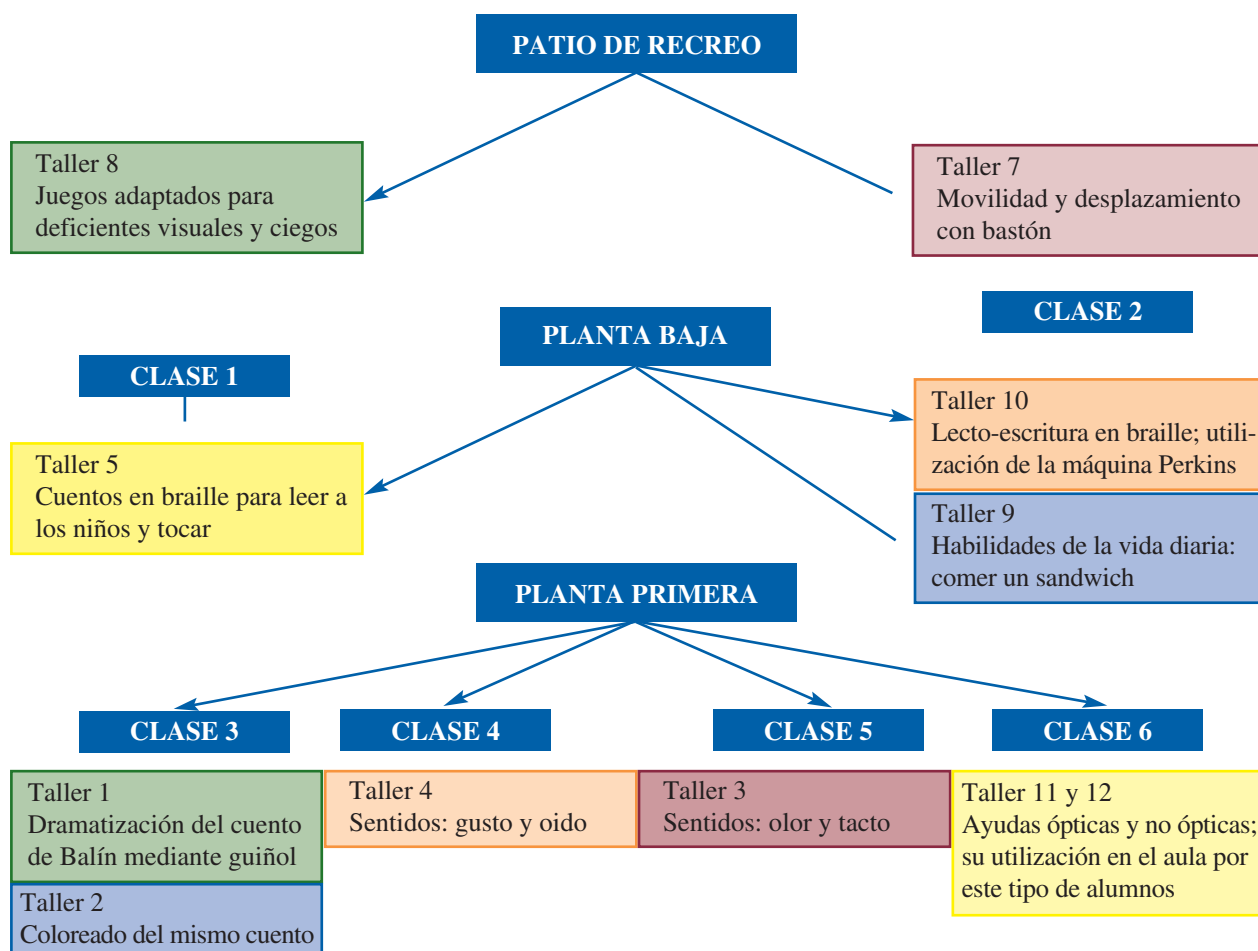 PATIO DE RECREO
Taller 8
Juegos adaptados para
deficientes visuales y ciegos
Taller 7
Movilidad y desplazamiento
con bastón
CLASE 2
PLANTA BAJA
CLASE 1
Taller 10
Lecto-escritura en braille; utili-
zación de la máquina Perkins
Taller 5
Cuentos en braille para leer a
los niños y tocar
Taller 9
Habilidades de la vida diaria:
comer un sandwich
PLANTA PRIMERA
CLASE 3
CLASE 4
CLASE 5
CLASE 6
Taller 1
Dramatización del cuento
de Balín mediante guiñol
Taller 2
Coloreado del mismo cuento
Taller 4
Sentidos: gusto y oido
Taller 3
Sentidos: olor y tacto
Taller 11 y 12
Ayudas ópticas y no ópticas;
su utilización en el aula por
este tipo de alumnos